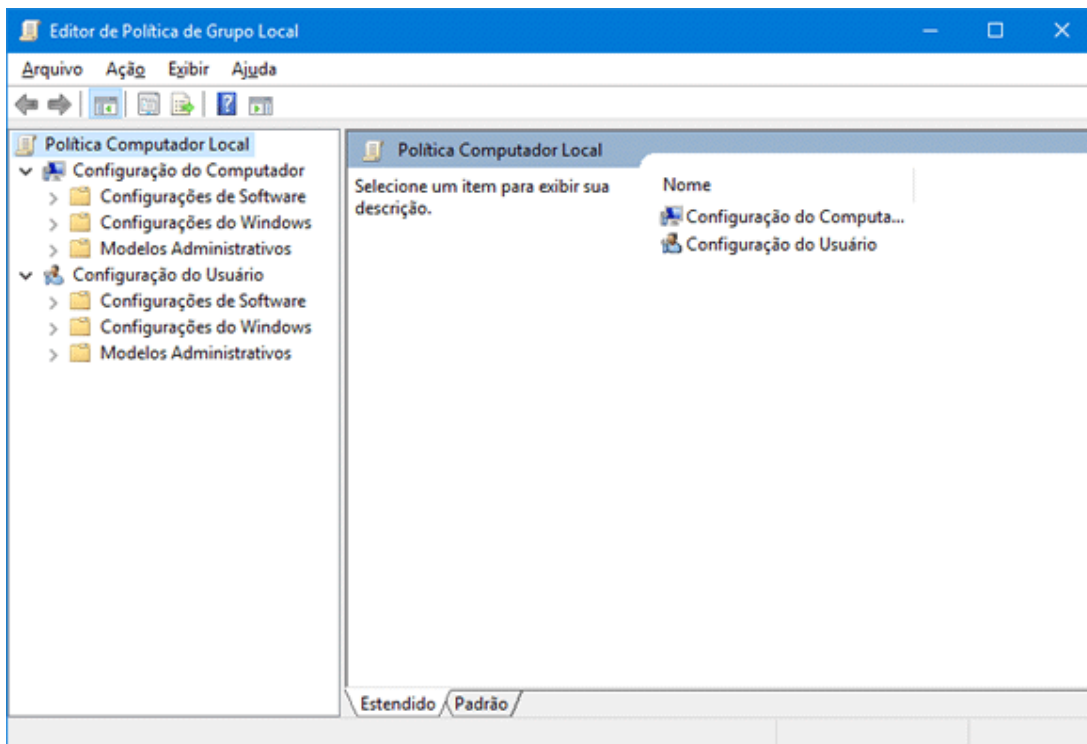 Editor de Política de Grupo Local
Arquivo Ação Exibir Ajuda
Política Computador Local
Configuração do Computador
Configurações de Software
Configurações do Windows
Modelos Administrativos
Configuração do Usuário
Configurações de Software
Configurações do Windows
Modelos Administrativos
Política Computador Local
Selecione um item para exibir sua
descrição.
Nome
Configuração do Computa...
Configuração do Usuário
Estendido Padrão